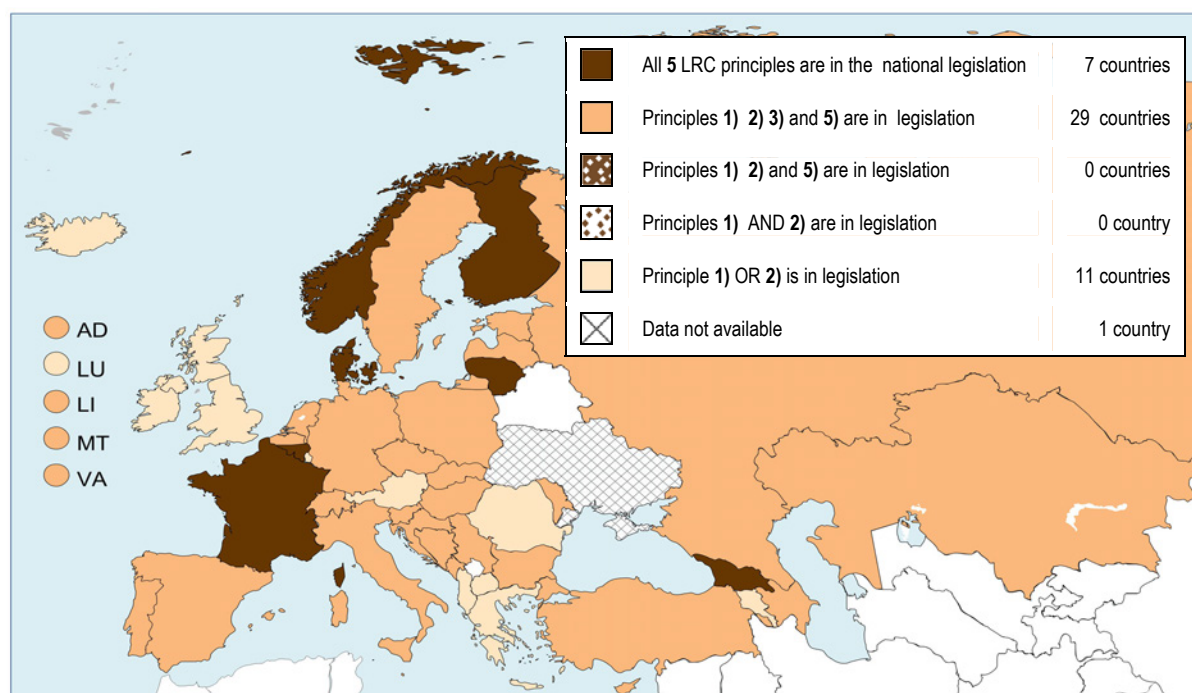 All 5 LRC principles are in the national legislation 7 countries
Principles 1) 2) 3) and 5) are in legislation 29 countries
Principles 1) 2) and 5) are in legislation 0 countries
Principles 1) AND 2) are in legislation 0 country
Principle 1) OR 2) is in legislation 11 countries
Data not available 1 country
AD
LU
LI
MT
VA